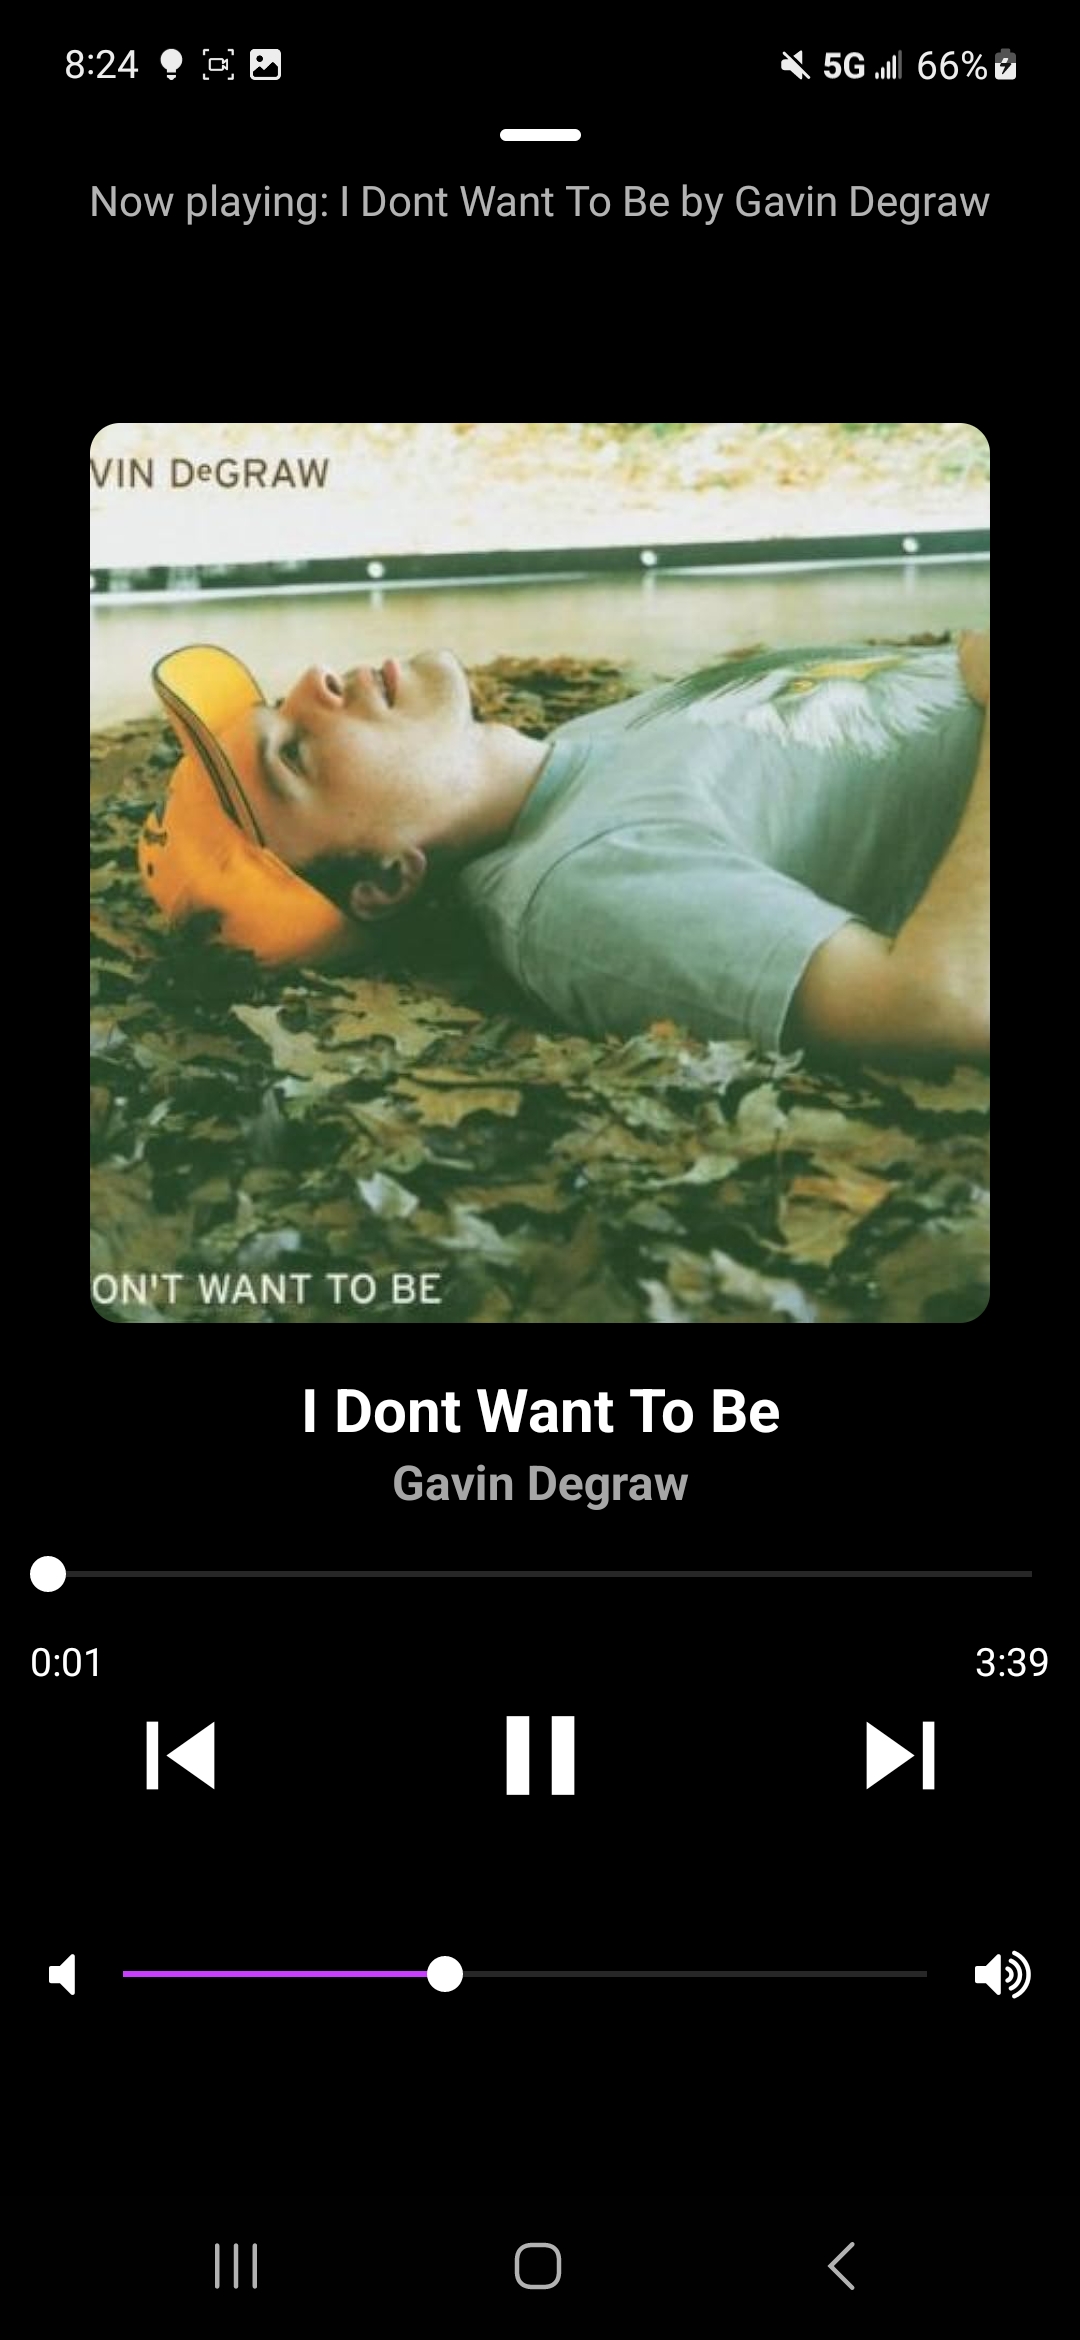 8:24 5G 66%
Now playing: I Dont Want To Be by Gavin Degraw
VIN DeGRAW
ON'T WANT TO BE
I Dont Want To Be
Gavin Degraw
0:01 3:39